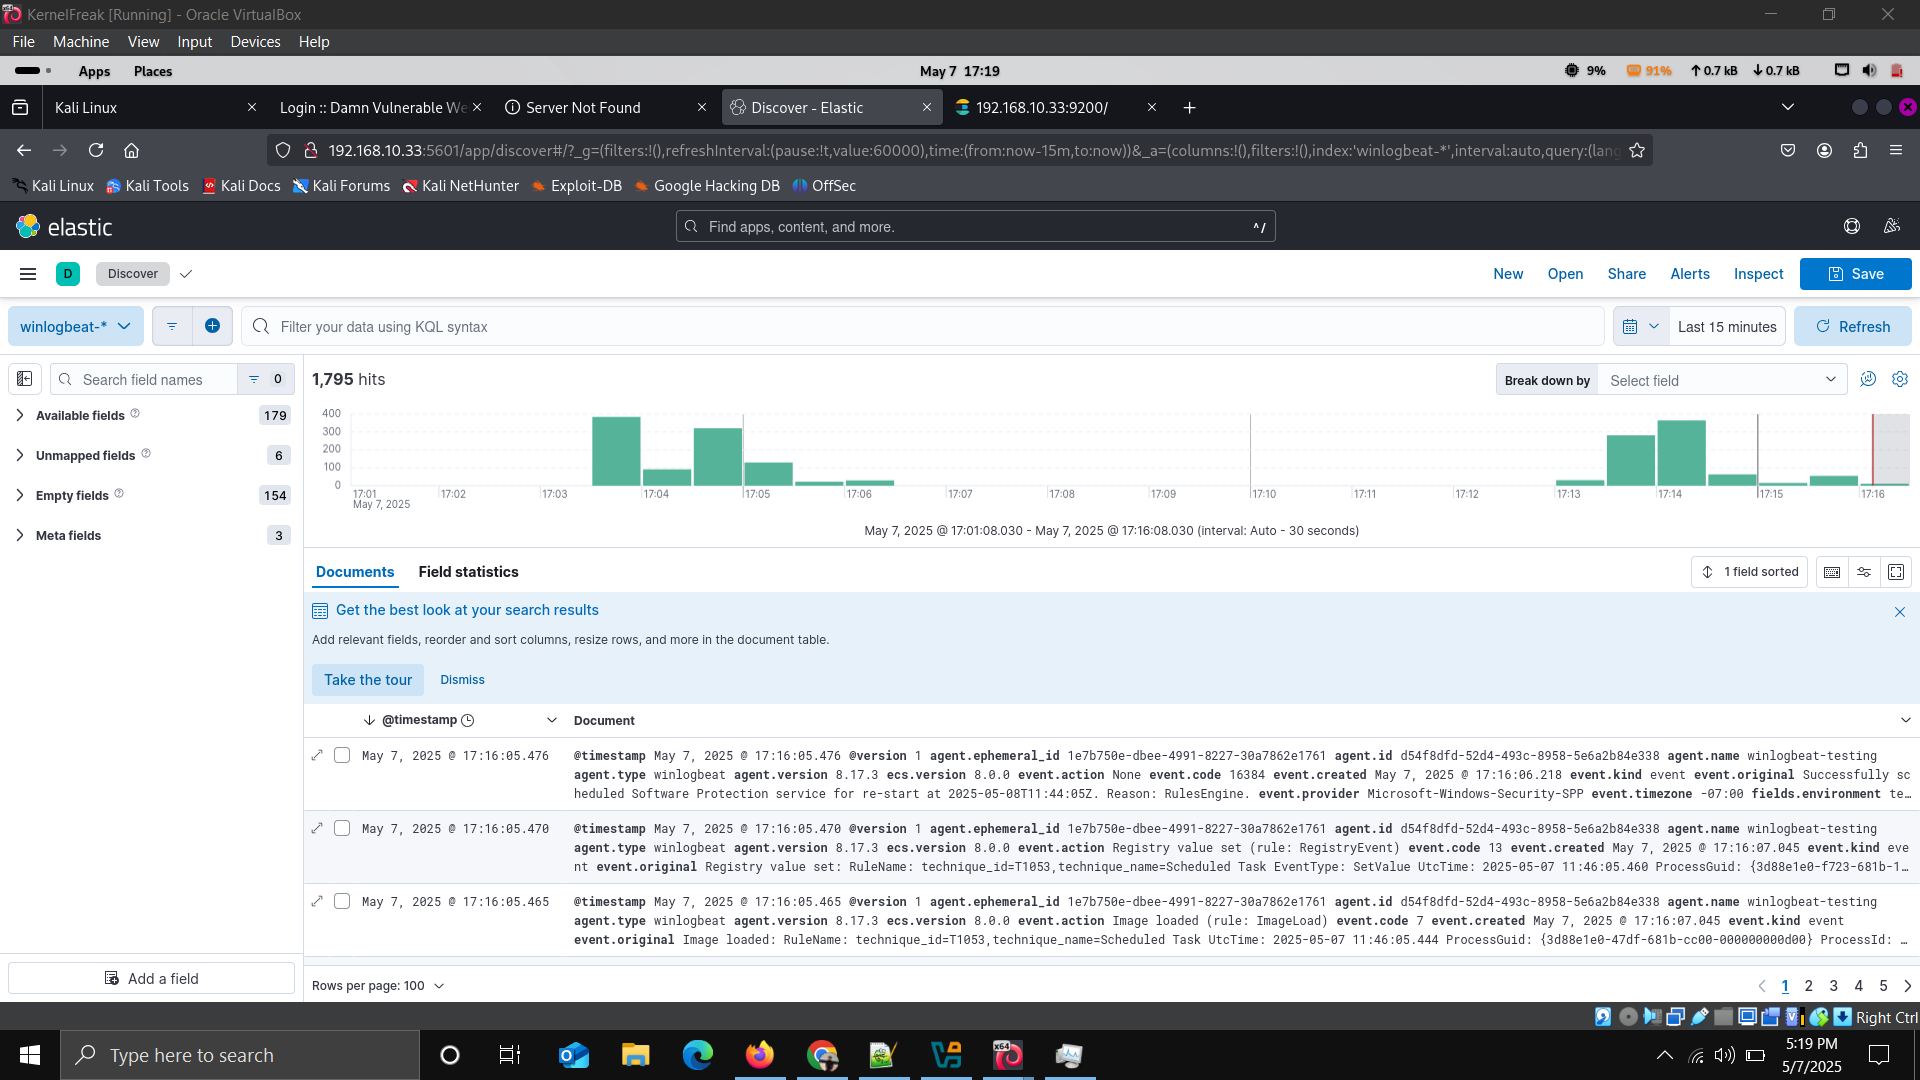 KernelFreak [Running] - Oracle VirtualBox
File Machine View Input Devices Help
Apps Places May 7 17:19 9% 91% 0.7 kB 0.7 kB
Kali Linux Login :: Damn Vulnerable We Server Not Found Discover - Elastic 192.168.10.33:9200/
192.168.10.33:5601/app/discover#/?_g=(filters:!(),refreshInterval:(pause:!t,value:60000),time:(from:now-15m,to:now))&_a=(columns:!(),filters:!(),index:'winlogbeat-*',interval:auto,query:(lang
Kali Linux Kali Tools Kali Docs Kali Forums Kali NetHunter Exploit-DB Google Hacking DB OffSec
elastic Find apps, content, and more. ^/
D Discover New Open Share Alerts Inspect Save
winlogbeat-* Filter your data using KQL syntax Last 15 minutes Refresh
Search field names 0
Available fields 179
Unmapped fields 6
Empty fields 154
Meta fields 3
Add a field
1,795 hits Break down by Select field
400
300
200
100
0
17:01 17:02 17:03 17:04 17:05 17:06 17:07 17:08 17:09 17:10 17:11 17:12 17:13 17:14 17:15 17:16
May 7, 2025
May 7, 2025 @ 17:01:08.030 - May 7, 2025 @ 17:16:08.030 (interval: Auto - 30 seconds)
Documents Field statistics 1 field sorted
Get the best look at your search results
Add relevant fields, reorder and sort columns, resize rows, and more in the document table.
Take the tour Dismiss
@timestamp Document
May 7, 2025 @ 17:16:05.476 @timestamp May 7, 2025 @ 17:16:05.476 @version 1 agent.ephemeral_id 1e7b750e-dbee-4991-8227-30a7862e1761 agent.id d54f8dfd-52d4-493c-8958-5e6a2b84e338 agent.name winlogbeat-testing
agent.type winlogbeat agent.version 8.17.3 ecs.version 8.0.0 event.action None event.code 16384 event.created May 7, 2025 @ 17:16:06.218 event.kind event event.original Successfully sc
heduled Software Protection service for re-start at 2025-05-08T11:44:05Z. Reason: RulesEngine. event.provider Microsoft-Windows-Security-SPP event.timezone -07:00 fields.environment te…
May 7, 2025 @ 17:16:05.470 @timestamp May 7, 2025 @ 17:16:05.470 @version 1 agent.ephemeral_id 1e7b750e-dbee-4991-8227-30a7862e1761 agent.id d54f8dfd-52d4-493c-8958-5e6a2b84e338 agent.name winlogbeat-testing
agent.type winlogbeat agent.version 8.17.3 ecs.version 8.0.0 event.action Registry value set (rule: RegistryEvent) event.code 13 event.created May 7, 2025 @ 17:16:07.045 event.kind eve
nt event.original Registry value set: RuleName: technique_id=T1053,technique_name=Scheduled Task EventType: SetValue UtcTime: 2025-05-07 11:46:05.460 ProcessGuid: {3d88e1e0-f723-681b-1…
May 7, 2025 @ 17:16:05.465 @timestamp May 7, 2025 @ 17:16:05.465 @version 1 agent.ephemeral_id 1e7b750e-dbee-4991-8227-30a7862e1761 agent.id d54f8dfd-52d4-493c-8958-5e6a2b84e338 agent.name winlogbeat-testing
agent.type winlogbeat agent.version 8.17.3 ecs.version 8.0.0 event.action Image loaded (rule: ImageLoad) event.code 7 event.created May 7, 2025 @ 17:16:07.045 event.kind event
event.original Image loaded: RuleName: technique_id=T1053,technique_name=Scheduled Task UtcTime: 2025-05-07 11:46:05.444 ProcessGuid: {3d88e1e0-47df-681b-cc00-000000000d00} ProcessId: …
Rows per page: 100 1 2 3 4 5
Right Ctrl
Type here to search 5:19 PM
5/7/2025